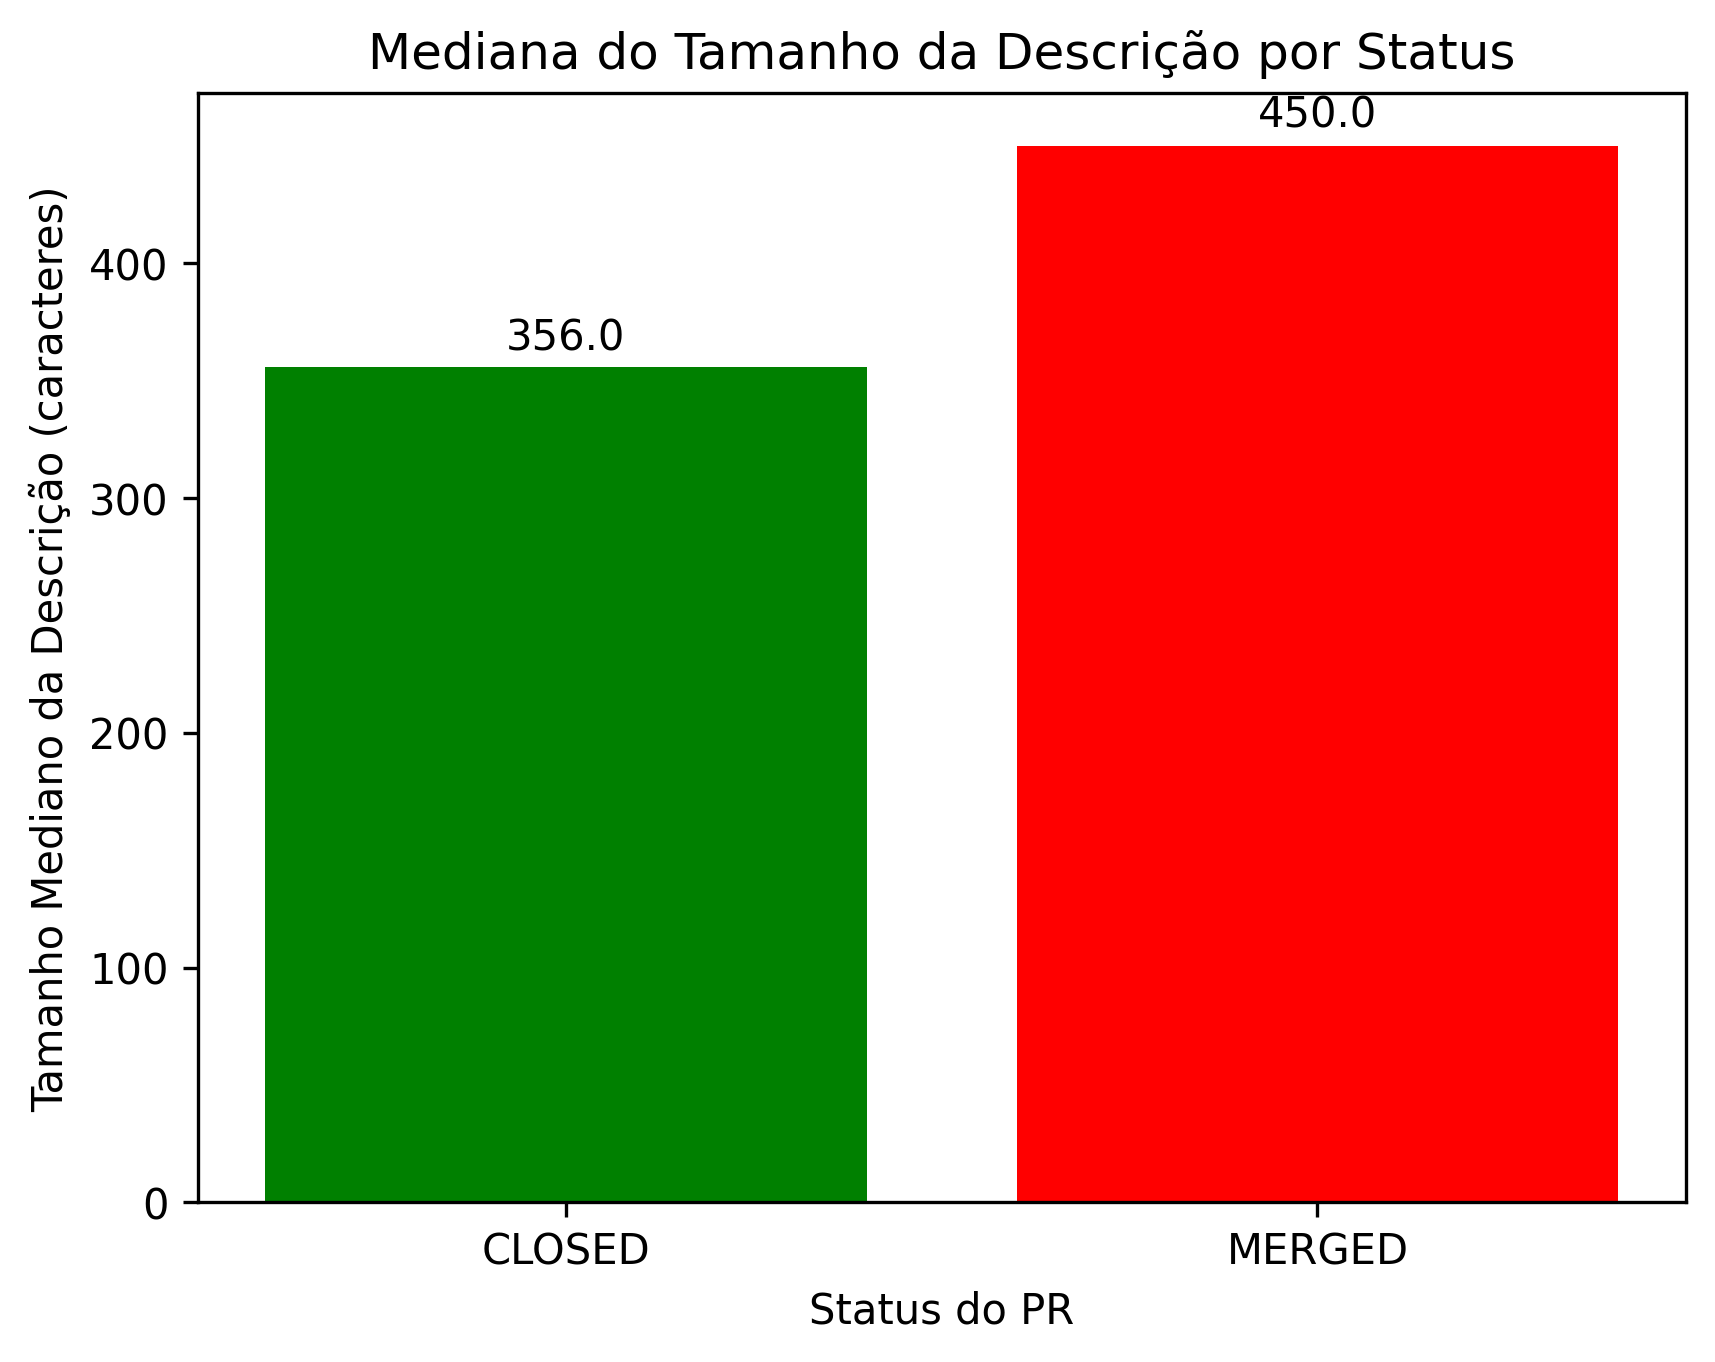 Mediana do Tamanho da Descrição por Status
Tamanho Mediano da Descrição (caracteres)
400
300
200
100
0
356.0
450.0
CLOSED
MERGED
Status do PR